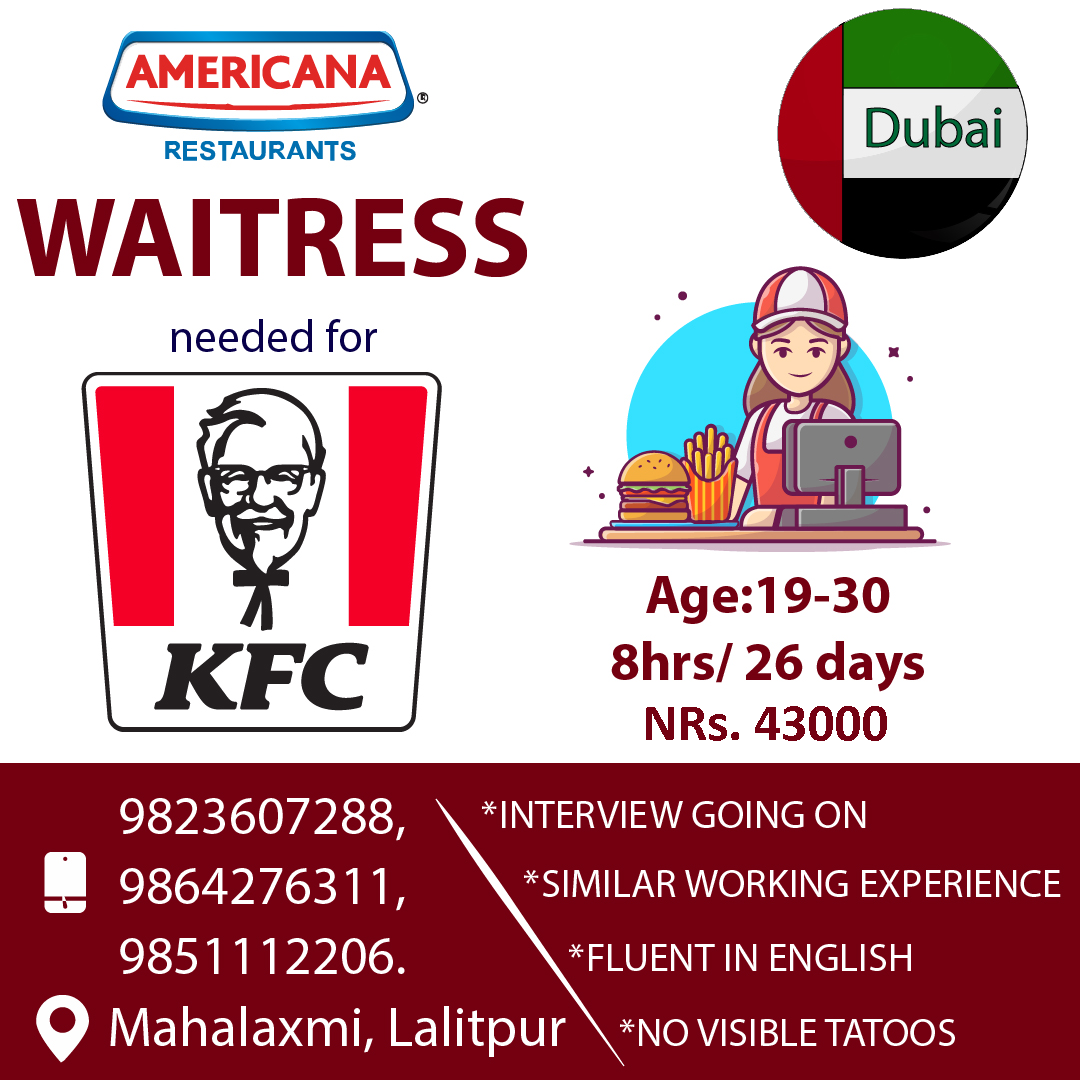 AMERICANA
®
RESTAURANTS
Dubai
WAITRESS
needed for
KFC
Age:19-30
8hrs/ 26 days
NRs. 43000
9823607288,
9864276311,
9851112206.
Mahalaxmi, Lalitpur
*INTERVIEW GOING ON
*SIMILAR WORKING EXPERIENCE
*FLUENT IN ENGLISH
*NO VISIBLE TATOOS